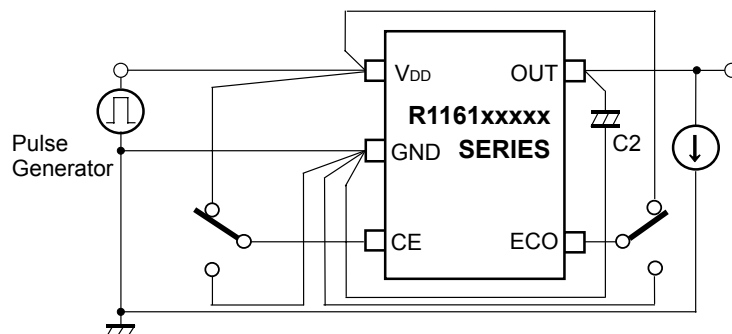 VDD
OUT
R1161xxxxx
SERIES
C2
Pulse
Generator
GND
CE
ECO